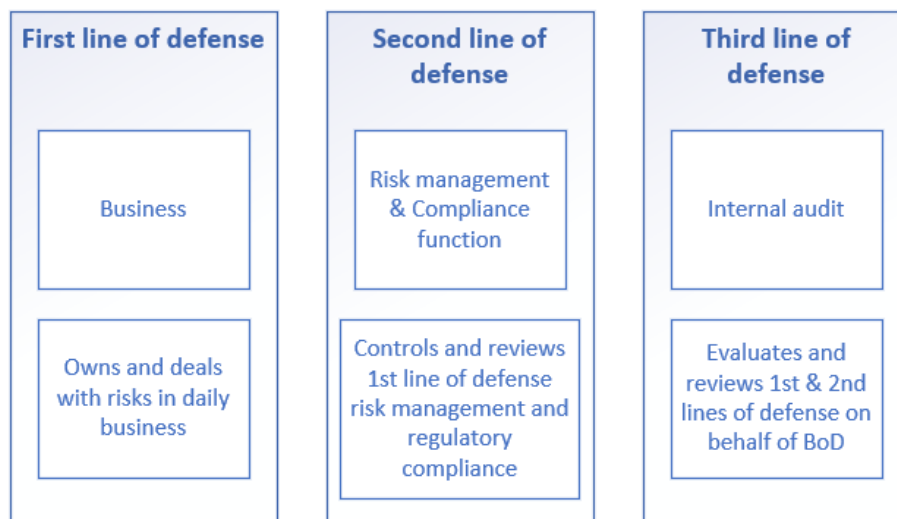 First line of defense
Business
Owns and deals
with risks in daily
business
Second line of
defense
Risk management
& Compliance
function
Controls and reviews
1st line of defense
risk management and
regulatory
compliance
Third line of
defense
Internal audit
Evaluates and
reviews 1st & 2nd
lines of defense on
behalf of BoD